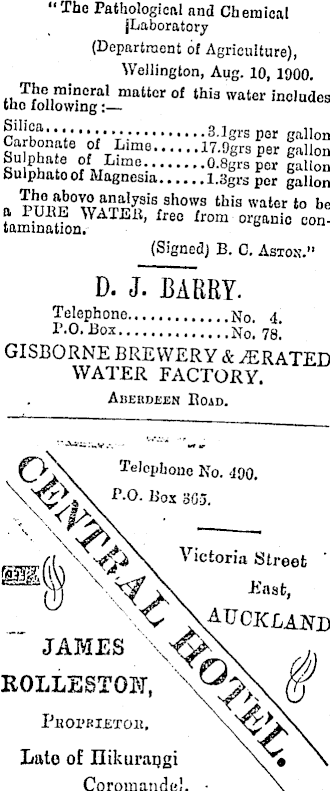 "The Pathological and Chemical
Laboratory
(Department of Agriculture),
Wellington, Aug. 10, 1900.
The mineral matter of this water includes
the following:—
Silica....................3.1grs per gallon
Carbonate of Lime......17.9grs per gallon
Sulphate of Lime........0.8grs per gallon
Sulphate of Magnesia......1.3grs per gallon
The above analysis shows this water to be
a PURE WATER, free from organic con-
tamination.
(Signed) B. C. ASTON."
D. J. BARRY.
Telephone.............No. 4.
P.O. Box..............No. 78.
GISBORNE BREWERY & ÆRATED
WATER FACTORY.
ABERDEEN ROAD.
Telephone No. 490.
P.O. Box 365.
CENTRAL HOTEL.
Victoria Street
East,
AUCKLAND
JAMES
ROLLESTON,
PROPRIETOR,
Late of Hikurangi
Coromandel.